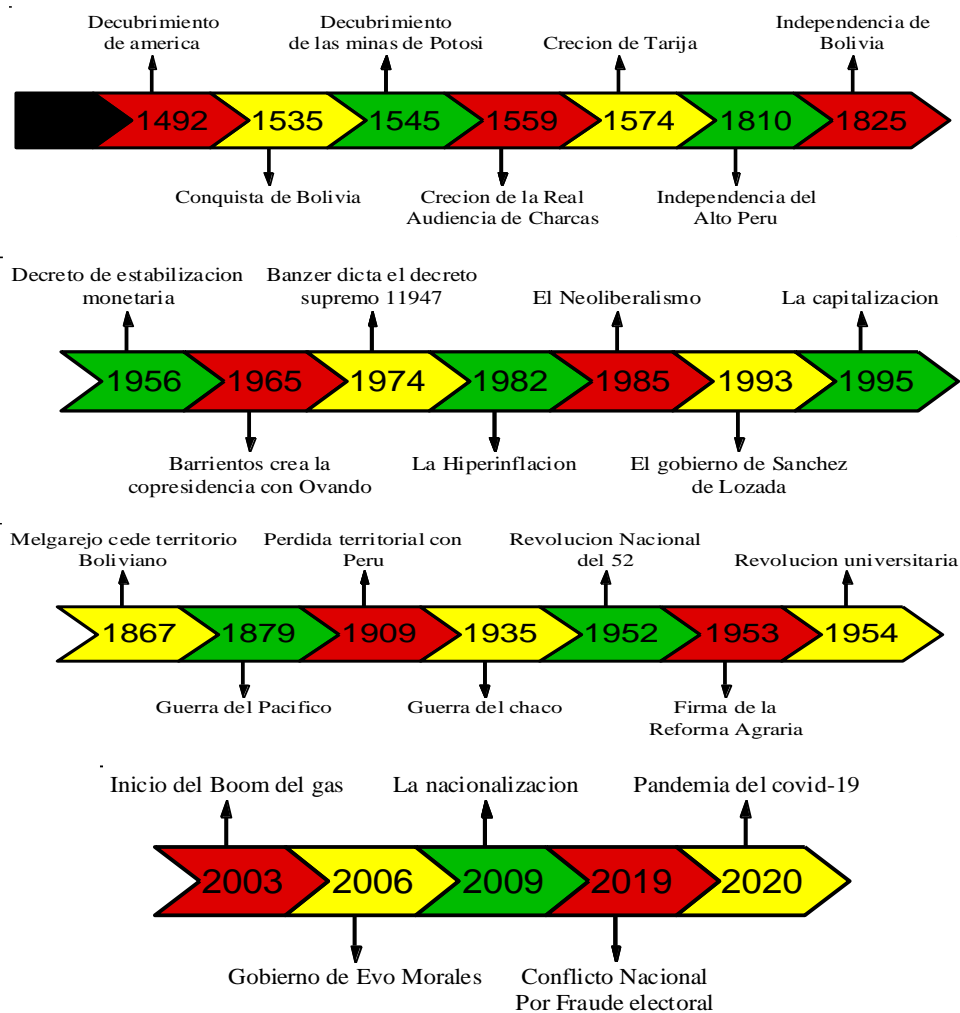 Decubrimiento
de america
Decubrimiento
de las minas de Potosi
Crecion de Tarija
Independencia de
Bolivia
1492 1535 1545 1559 1574 1810 1825
Conquista de Bolivia
Crecion de la Real
Audiencia de Charcas
Independencia del
Alto Peru
Decreto de estabilizacion
monetaria
Banzer dicta el decreto
supremo 11947
El Neoliberalismo
La capitalizacion
1956 1965 1974 1982 1985 1993 1995
Barrientos crea la
copresidencia con Ovando
La Hiperinflacion
El gobierno de Sanchez
de Lozada
Melgarejo cede territorio
Boliviano
Perdida territorial con
Peru
Revolucion Nacional
del 52
Revolucion universitaria
1867 1879 1909 1935 1952 1953 1954
Guerra del Pacifico
Guerra del chaco
Firma de la
Reforma Agraria
Inicio del Boom del gas
La nacionalizacion
Pandemia del covid-19
2003 2006 2009 2019 2020
Gobierno de Evo Morales
Conflicto Nacional
Por Fraude electoral